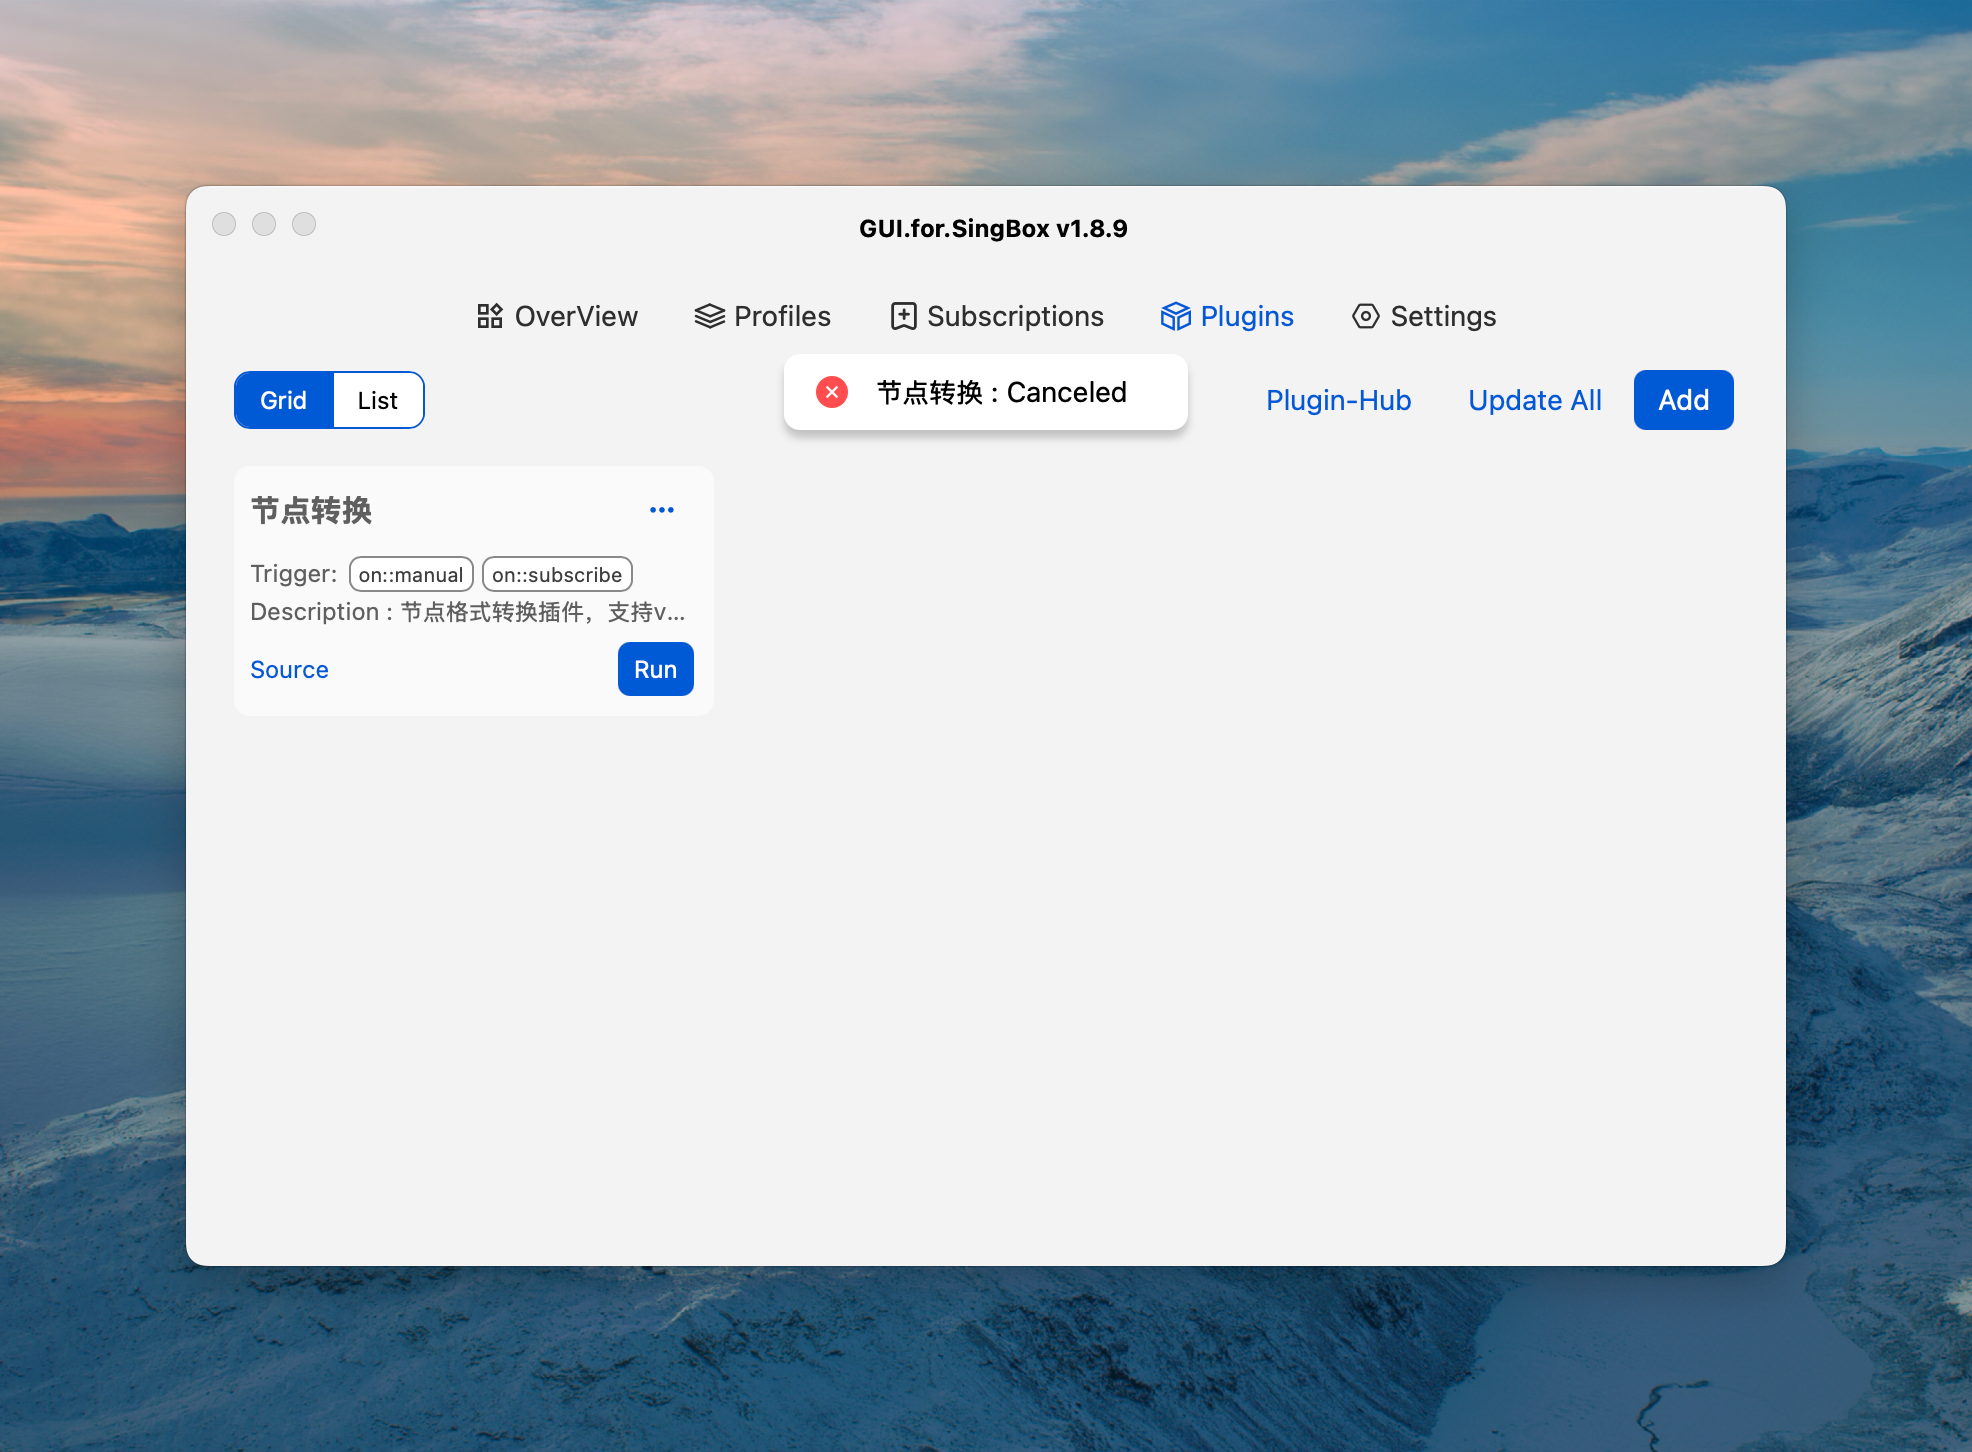 GUI.for.SingBox v1.8.9
OverView Profiles Subscriptions Plugins Settings
Grid List 节点转换 : Canceled Plugin-Hub Update All Add
节点转换
Trigger: on::manual on::subscribe
Description : 节点格式转换插件，支持v...
Source Run